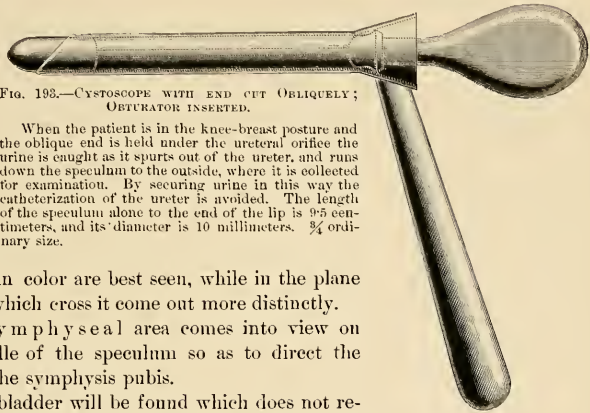 Fig. 193.—Cystoscope with end cut Obliquely;
Obturator inserted.
When the patient is in the knee-breast posture and
the oblique end is held under the ureteral orifice the
urine is caught as it spurts out of the ureter, and runs
down the speculum to the outside, where it is collected
for examination. By securing urine in this way the
catheterization of the ureter is avoided. The length
of the speculum alone to the end of the lip is 9·5 cen-
timeters, and its diameter is 10 millimeters. ¾ ordi-
nary size.
in color are best seen, while in the plane
which cross it come out more distinctly.
ymphyseal area comes into view on
lle of the speculum so as to direct the
he symphysis pubis.
bladder will be found which does not re-